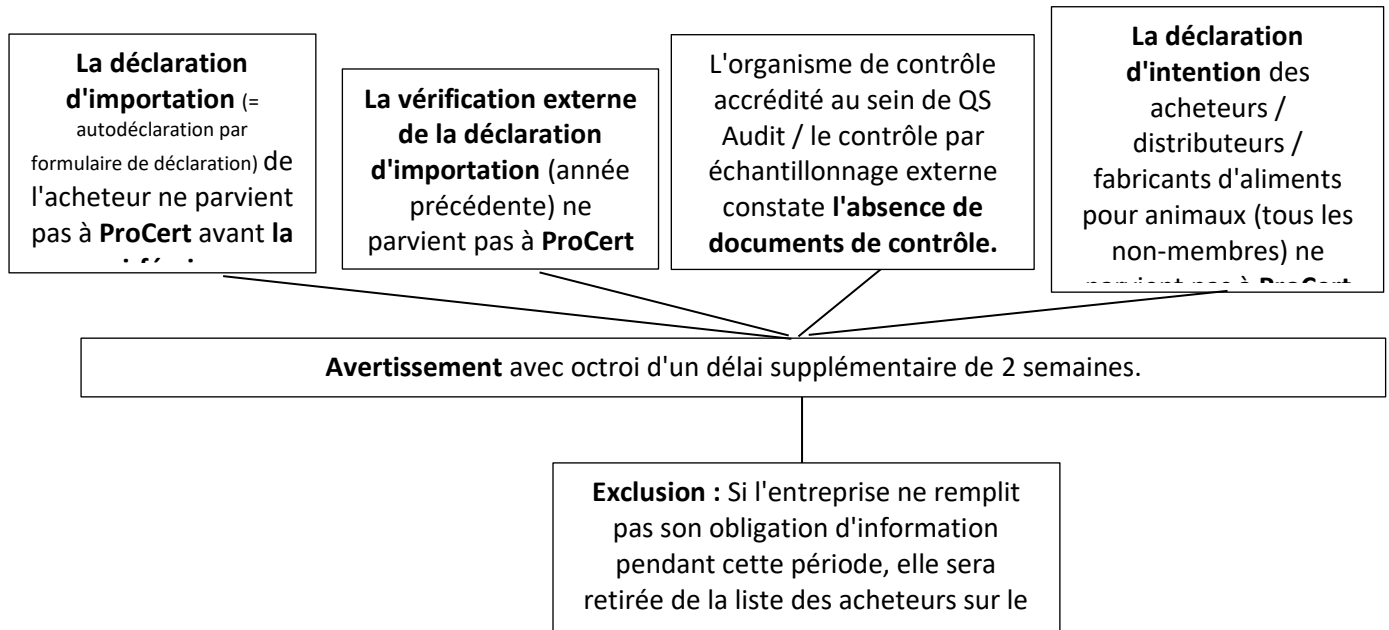 La déclaration
d'importation (=
autodéclaration par
formulaire de déclaration) de
l'acheteur ne parvient
pas à ProCert avant la
La vérification externe
de la déclaration
d'importation (année
précédente) ne
parvient pas à ProCert
L'organisme de contrôle
accrédité au sein de QS
Audit / le contrôle par
échantillonnage externe
constate l'absence de
documents de contrôle.
La déclaration
d'intention des
acheteurs /
distributeurs /
fabricants d'aliments
pour animaux (tous les
non-membres) ne
parvient pas à ProCert
Avertissement avec octroi d'un délai supplémentaire de 2 semaines.
Exclusion : Si l'entreprise ne remplit
pas son obligation d'information
pendant cette période, elle sera
retirée de la liste des acheteurs sur le